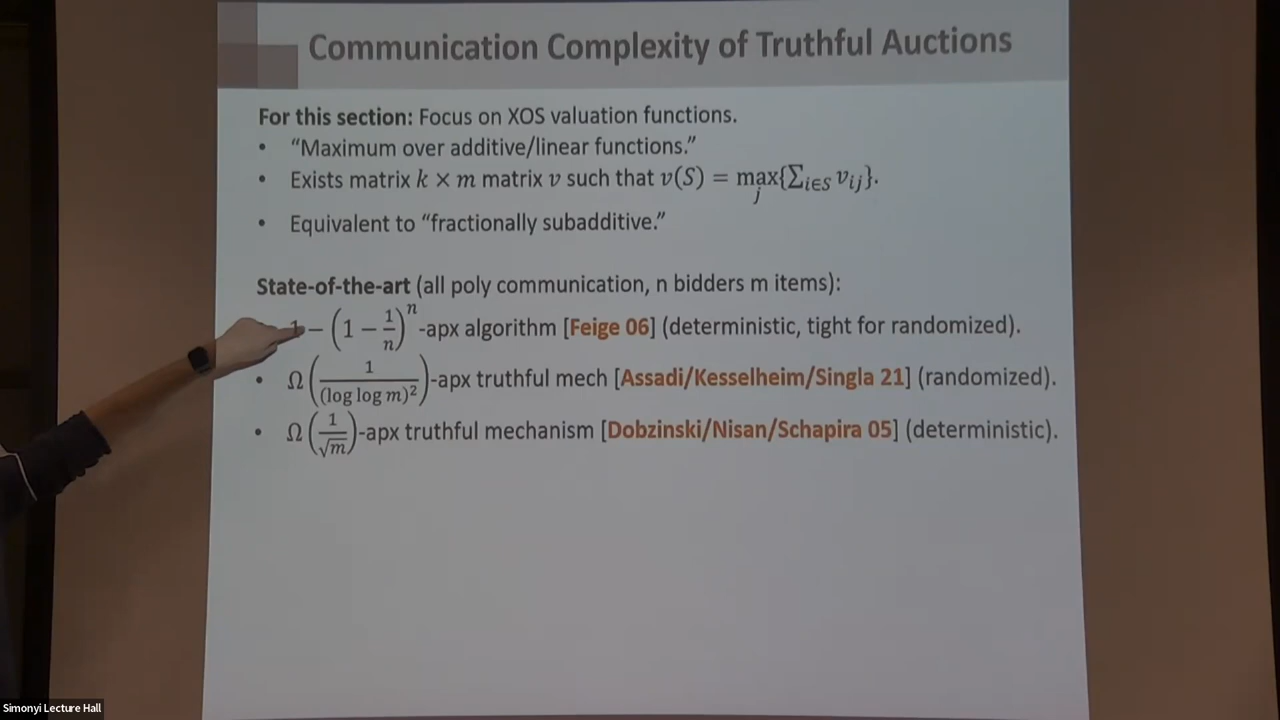 Communication Complexity of Truthful Auctions
For this section: Focus on XOS valuation functions.
• “Maximum over additive/linear functions.”
• Exists matrix k × m matrix v such that v(S) = max_j{∑_{i∈S} v_{ij}}.
• Equivalent to “fractionally subadditive.”
State-of-the-art (all poly communication, n bidders m items):
1 − (1 − 1/n)^n -apx algorithm [Feige 06] (deterministic, tight for randomized).
• Ω(1/(log log m)^2)-apx truthful mech [Assadi/Kesselheim/Singla 21] (randomized).
• Ω(1/√m)-apx truthful mechanism [Dobzinski/Nisan/Schapira 05] (deterministic).
Simonyi Lecture Hall